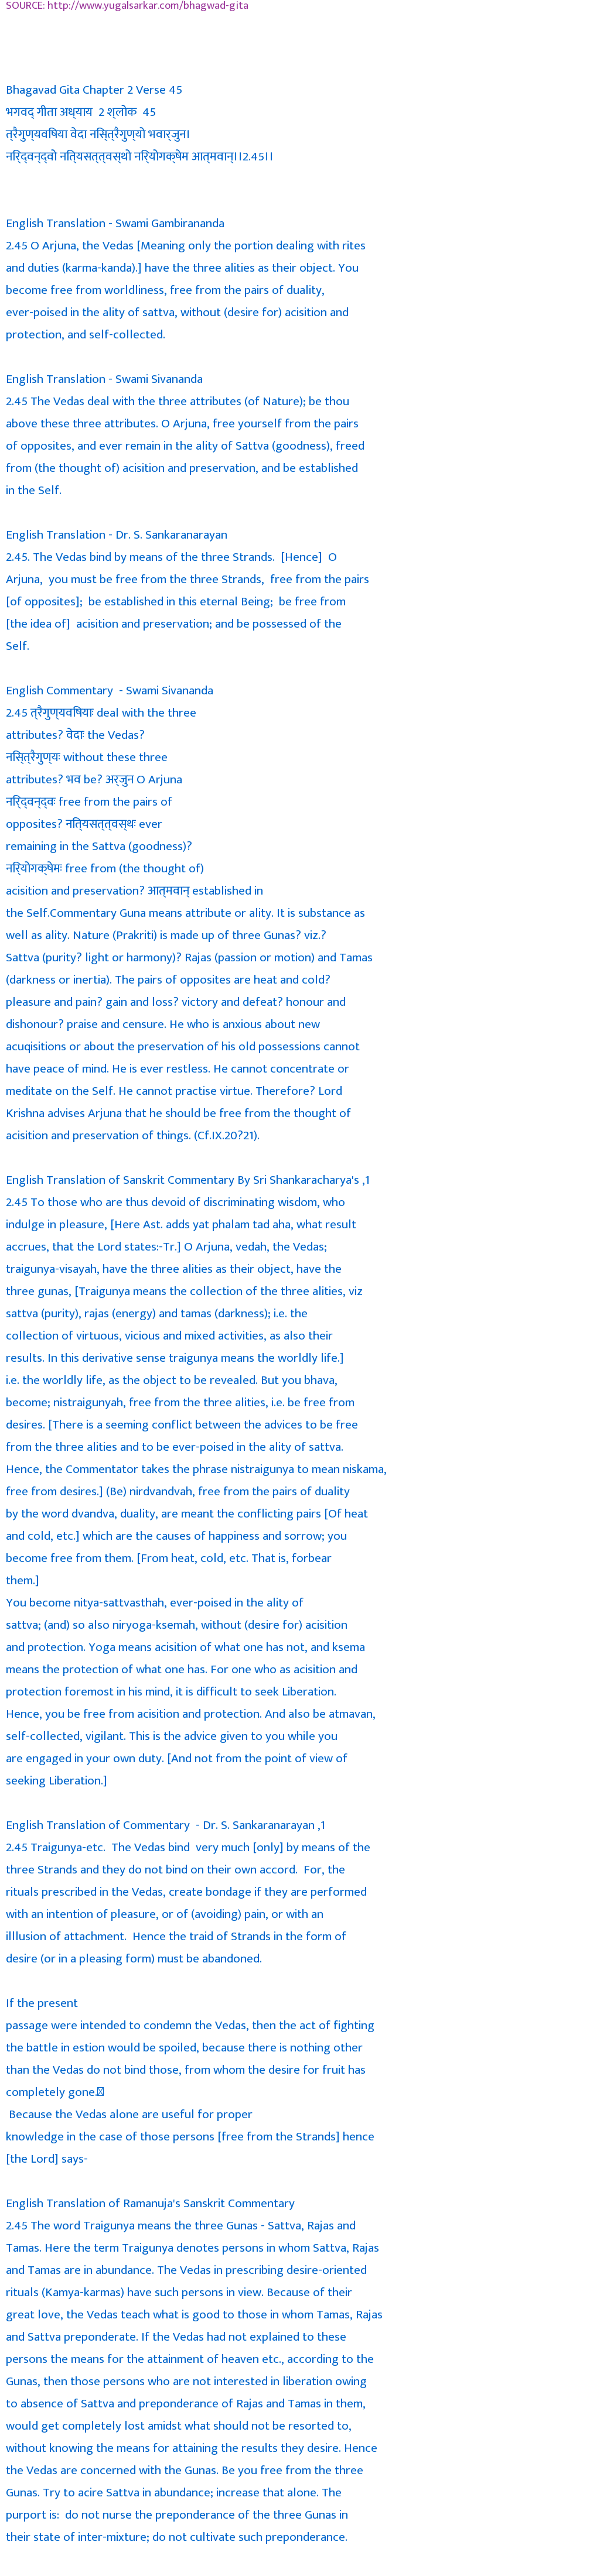 SOURCE: http://www.yugalsarkar.com/bhagwad-gita
Bhagavad Gita Chapter 2 Verse 45
भगवद् गीता अध्याय  2 श्लोक  45
त्रैगुण्यविषया वेदा निस्त्रैगुण्यो भवार्जुन।
निर्द्वन्द्वो नित्यसत्त्वस्थो निर्योगक्षेम आत्मवान्।।2.45।।
English Translation - Swami Gambirananda
2.45 O Arjuna, the Vedas [Meaning only the portion dealing with rites
and duties (karma-kanda).] have the three alities as their object. You
become free from worldliness, free from the pairs of duality,
ever-poised in the ality of sattva, without (desire for) acisition and
protection, and self-collected.
English Translation - Swami Sivananda
2.45 The Vedas deal with the three attributes (of Nature); be thou
above these three attributes. O Arjuna, free yourself from the pairs
of opposites, and ever remain in the ality of Sattva (goodness), freed
from (the thought of) acisition and preservation, and be established
in the Self.
English Translation - Dr. S. Sankaranarayan
2.45. The Vedas bind by means of the three Strands.  [Hence]  O
Arjuna,  you must be free from the three Strands,  free from the pairs
[of opposites];  be established in this eternal Being;  be free from
[the idea of]  acisition and preservation; and be possessed of the
Self.
English Commentary  - Swami Sivananda
2.45 त्रैगुण्यविषयाः deal with the three
attributes? वेदाः the Vedas?
निस्त्रैगुण्यः without these three
attributes? भव be? अर्जुन O Arjuna
निर्द्वन्द्वः free from the pairs of
opposites? नित्यसत्त्वस्थः ever
remaining in the Sattva (goodness)?
निर्योगक्षेमः free from (the thought of)
acisition and preservation? आत्मवान् established in
the Self.Commentary Guna means attribute or ality. It is substance as
well as ality. Nature (Prakriti) is made up of three Gunas? viz.?
Sattva (purity? light or harmony)? Rajas (passion or motion) and Tamas
(darkness or inertia). The pairs of opposites are heat and cold?
pleasure and pain? gain and loss? victory and defeat? honour and
dishonour? praise and censure. He who is anxious about new
acuqisitions or about the preservation of his old possessions cannot
have peace of mind. He is ever restless. He cannot concentrate or
meditate on the Self. He cannot practise virtue. Therefore? Lord
Krishna advises Arjuna that he should be free from the thought of
acisition and preservation of things. (Cf.IX.20?21).
English Translation of Sanskrit Commentary By Sri Shankaracharya's ,1
2.45 To those who are thus devoid of discriminating wisdom, who
indulge in pleasure, [Here Ast. adds yat phalam tad aha, what result
accrues, that the Lord states:-Tr.] O Arjuna, vedah, the Vedas;
traigunya-visayah, have the three alities as their object, have the
three gunas, [Traigunya means the collection of the three alities, viz
sattva (purity), rajas (energy) and tamas (darkness); i.e. the
collection of virtuous, vicious and mixed activities, as also their
results. In this derivative sense traigunya means the worldly life.]
i.e. the worldly life, as the object to be revealed. But you bhava,
become; nistraigunyah, free from the three alities, i.e. be free from
desires. [There is a seeming conflict between the advices to be free
from the three alities and to be ever-poised in the ality of sattva.
Hence, the Commentator takes the phrase nistraigunya to mean niskama,
free from desires.] (Be) nirdvandvah, free from the pairs of duality
by the word dvandva, duality, are meant the conflicting pairs [Of heat
and cold, etc.] which are the causes of happiness and sorrow; you
become free from them. [From heat, cold, etc. That is, forbear
them.]
You become nitya-sattvasthah, ever-poised in the ality of
sattva; (and) so also niryoga-ksemah, without (desire for) acisition
and protection. Yoga means acisition of what one has not, and ksema
means the protection of what one has. For one who as acisition and
protection foremost in his mind, it is difficult to seek Liberation.
Hence, you be free from acisition and protection. And also be atmavan,
self-collected, vigilant. This is the advice given to you while you
are engaged in your own duty. [And not from the point of view of
seeking Liberation.]
English Translation of Commentary  - Dr. S. Sankaranarayan ,1
2.45 Traigunya-etc.  The Vedas bind  very much [only] by means of the
three Strands and they do not bind on their own accord.  For, the
rituals prescribed in the Vedas, create bondage if they are performed
with an intention of pleasure, or of (avoiding) pain, or with an
illlusion of attachment.  Hence the traid of Strands in the form of
desire (or in a pleasing form) must be abandoned.
If the present
passage were intended to condemn the Vedas, then the act of fighting
the battle in estion would be spoiled, because there is nothing other
than the Vedas do not bind those, from whom the desire for fruit has
completely gone.
Because the Vedas alone are useful for proper
knowledge in the case of those persons [free from the Strands] hence
[the Lord] says-
English Translation of Ramanuja's Sanskrit Commentary
2.45 The word Traigunya means the three Gunas - Sattva, Rajas and
Tamas. Here the term Traigunya denotes persons in whom Sattva, Rajas
and Tamas are in abundance. The Vedas in prescribing desire-oriented
rituals (Kamya-karmas) have such persons in view. Because of their
great love, the Vedas teach what is good to those in whom Tamas, Rajas
and Sattva preponderate. If the Vedas had not explained to these
persons the means for the attainment of heaven etc., according to the
Gunas, then those persons who are not interested in liberation owing
to absence of Sattva and preponderance of Rajas and Tamas in them,
would get completely lost amidst what should not be resorted to,
without knowing the means for attaining the results they desire. Hence
the Vedas are concerned with the Gunas. Be you free from the three
Gunas. Try to acire Sattva in abundance; increase that alone. The
purport is:  do not nurse the preponderance of the three Gunas in
their state of inter-mixture; do not cultivate such preponderance.